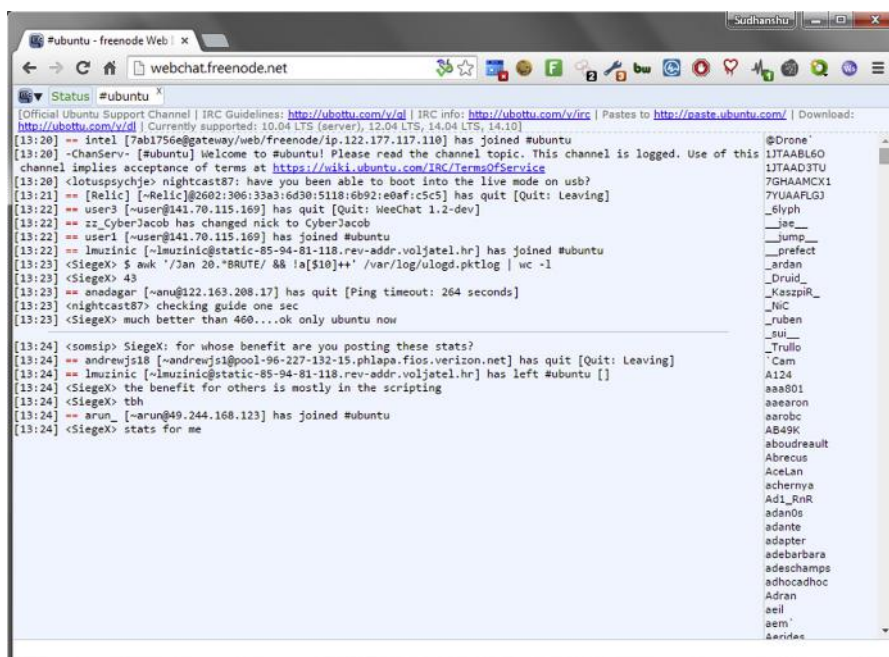 Sudhanshu
#ubuntu - freenode Web
webchat.freenode.net
Status #ubuntu X
[Official Ubuntu Support Channel | IRC Guidelines: http://ubottu.com/y/gl | IRC info: http://ubottu.com/y/irc | Pastes to http://paste.ubuntu.com/ | Download:
http://ubottu.com/y/dl | Currently supported: 10.04 LTS (server), 12.04 LTS, 14.04 LTS, 14.10]
[13:20] == intel [7ab1756e@gateway/web/freenode/ip.122.177.117.110] has joined #ubuntu
[13:20] -ChanServ- [#ubuntu] Welcome to #ubuntu! Please read the channel topic. This channel is logged. Use of this
channel implies acceptance of terms at https://wiki.ubuntu.com/IRC/TermsOfService
[13:20] <lotuspsychje> nightcast87: have you been able to boot into the live mode on usb?
[13:21] == [Relic] [~Relic]@2602:306:33a3:6d30:5118:6b92:e0af:c5c5] has quit [Quit: Leaving]
[13:22] == user3 [~user@141.70.115.169] has quit [Quit: WeeChat 1.2-dev]
[13:22] == zz_CyberJacob has changed nick to CyberJacob
[13:22] == user1 [~user@141.70.115.169] has joined #ubuntu
[13:22] == lmuzinic [~lmuzinic@static-85-94-81-118.rev-addr.voljatel.hr] has joined #ubuntu
[13:23] <SiegeX> $ awk '/Jan 20.*BRUTE/ && !a[$10]++' /var/log/ulogd.pktlog | wc -l
[13:23] <SiegeX> 43
[13:23] == anadagar [~anu@122.163.208.17] has quit [Ping timeout: 264 seconds]
[13:23] <nightcast87> checking guide one sec
[13:23] <SiegeX> much better than 460....ok only ubuntu now
[13:24] <somsip> SiegeX: for whose benefit are you posting these stats?
[13:24] == andrewjs18 [~andrewjs1@pool-96-227-132-15.phlapa.fios.verizon.net] has quit [Quit: Leaving]
[13:24] == lmuzinic [~lmuzinic@static-85-94-81-118.rev-addr.voljatel.hr] has left #ubuntu []
[13:24] <SiegeX> the benefit for others is mostly in the scripting
[13:24] <SiegeX> tbh
[13:24] == arun_ [~arun@49.244.168.123] has joined #ubuntu
[13:24] <SiegeX> stats for me
@Drone`
1JTAABL6O
1JTAAD3TU
7GHAAMCX1
7YUAAFLGJ
_6lyph
__jae__
__jump__
__prefect
_ardan
_Druid_
_KaszpiR_
_NiC
_ruben
_sui__
_Trullo
`Cam
A124
aaa801
aaearon
aarobc
AB49K
aboudreault
Abrecus
AceLan
achernya
Ad1_RnR
adan0s
adante
adapter
adebarbara
adeschamps
adhocadhoc
Adran
aeil
aem`
Aerides